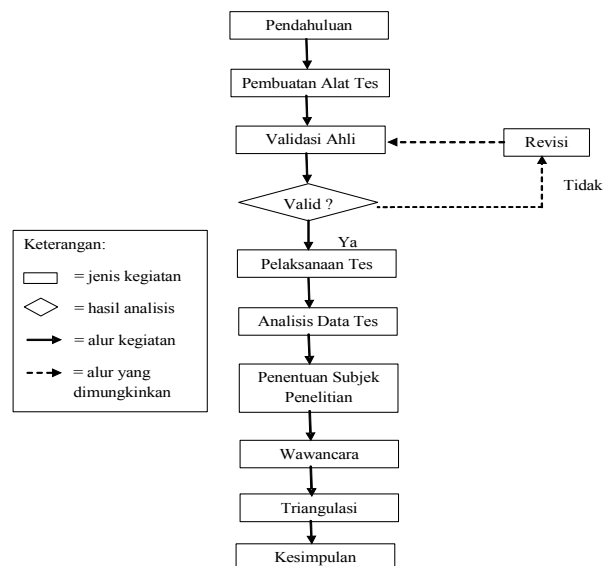 Pendahuluan
Pembuatan Alat Tes
Validasi Ahli
Revisi
Valid ?
Tidak
Ya
Pelaksanaan Tes
Analisis Data Tes
Penentuan Subjek
Penelitian
Wawancara
Triangulasi
Kesimpulan
Keterangan:
= jenis kegiatan
= hasil analisis
= alur kegiatan
= alur yang
dimungkinkan